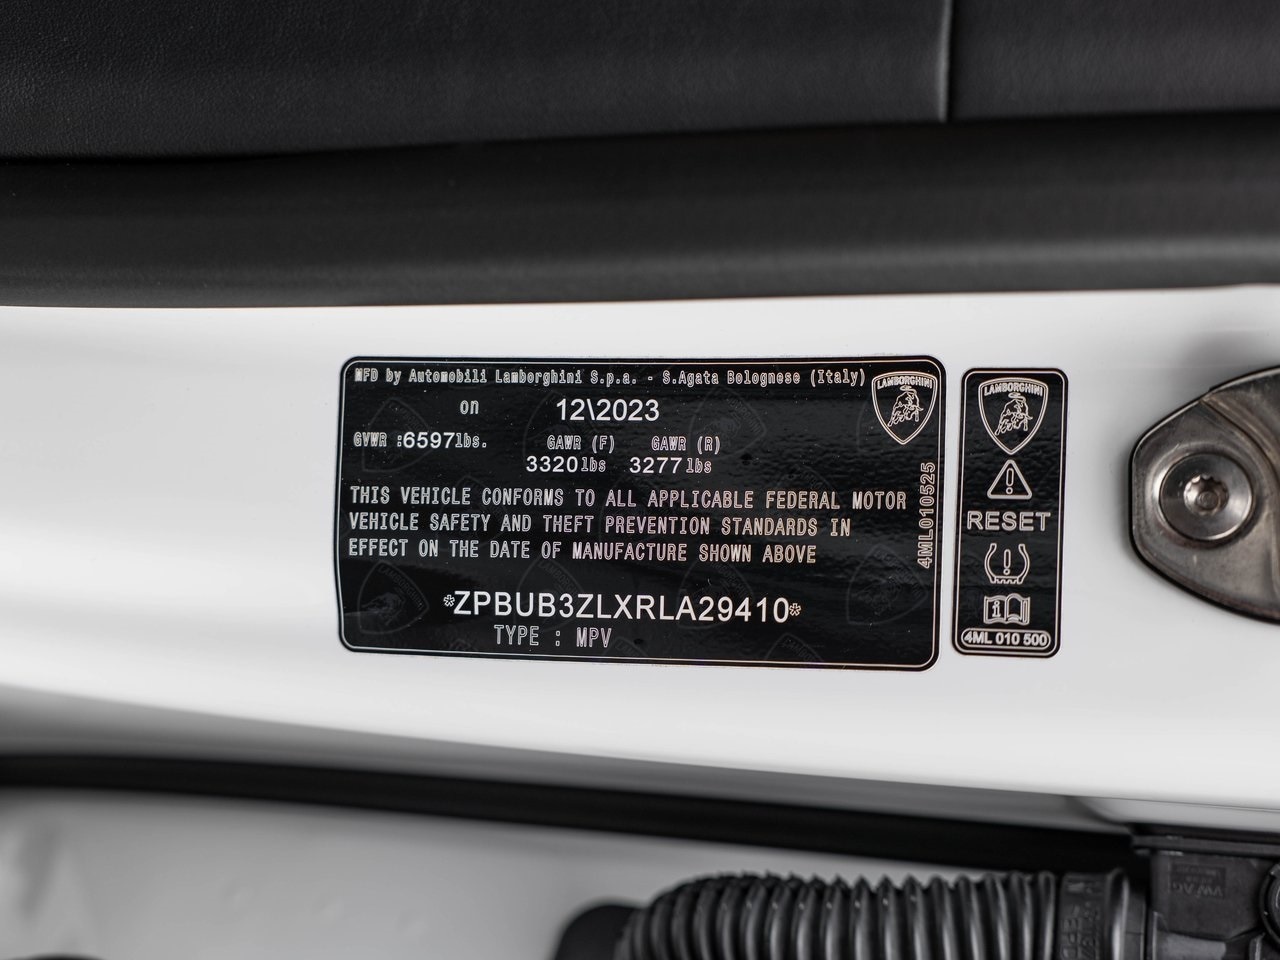 MFD by Automobili Lamborghini S.p.a. - S.Agata Bolognese (Italy)
on 12\2023
GVWR :6597lbs. GAWR (F) GAWR (R)
3320lbs 3277lbs
THIS VEHICLE CONFORMS TO ALL APPLICABLE FEDERAL MOTOR
VEHICLE SAFETY AND THEFT PREVENTION STANDARDS IN
EFFECT ON THE DATE OF MANUFACTURE SHOWN ABOVE
*ZPBUB3ZLXRLA29410*
TYPE : MPV
LAMBORGHINI
4ML010525
LAMBORGHINI
RESET
4ML 010 500
VW AG